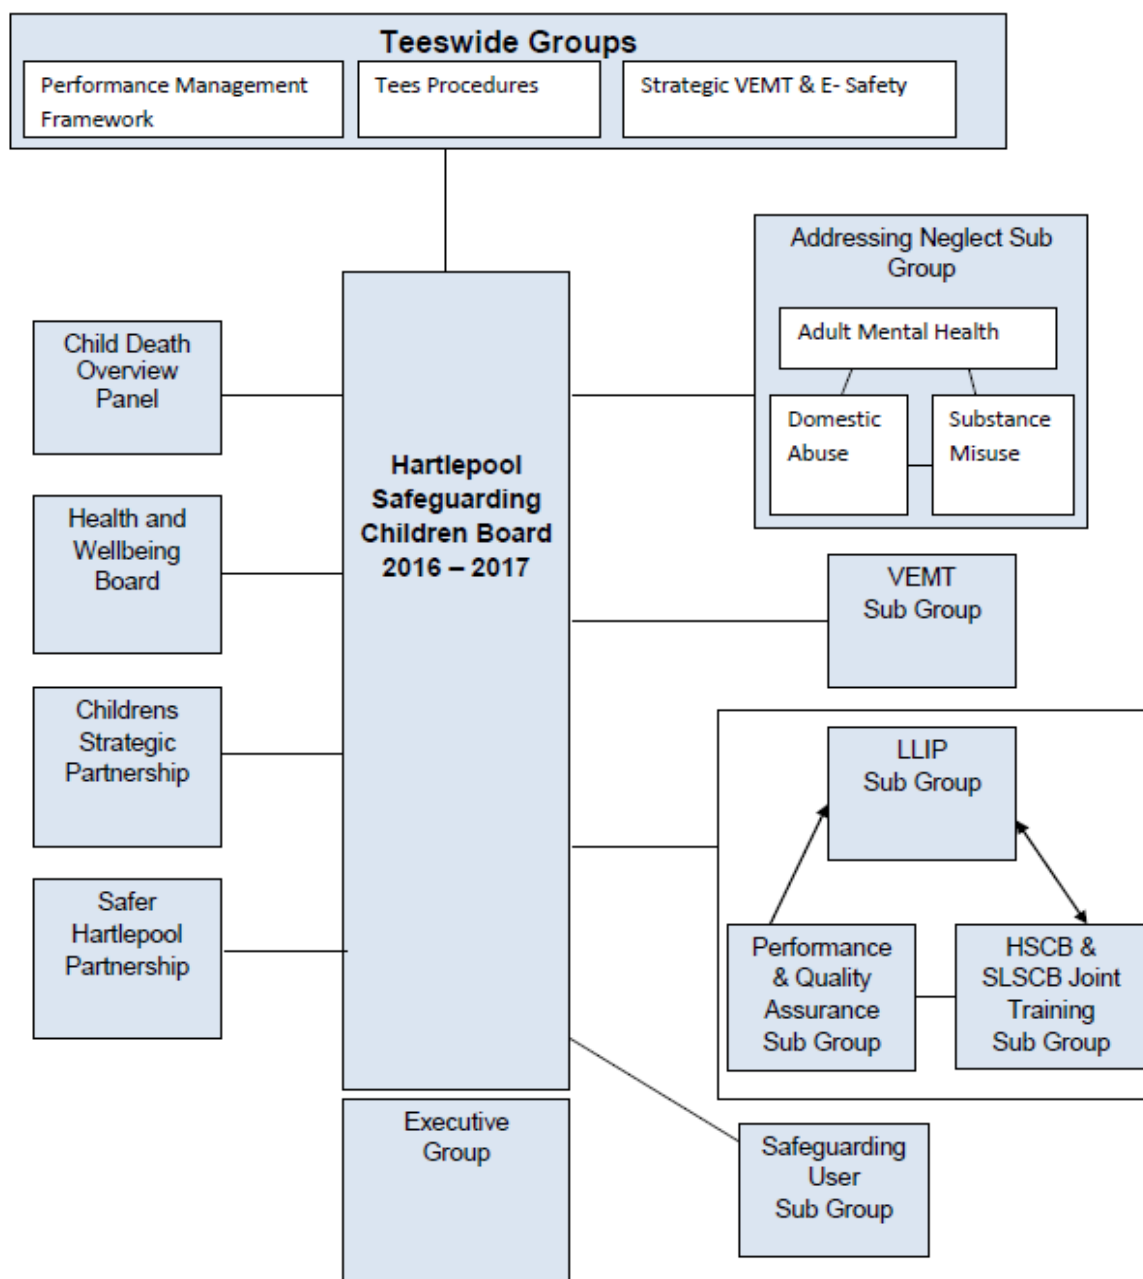 Teeswide Groups
Performance Management
Framework
Tees Procedures
Strategic VEMT & E- Safety
Addressing Neglect Sub
Group
Adult Mental Health
Domestic
Abuse
Substance
Misuse
Child Death
Overview
Panel
Health and
Wellbeing
Board
Childrens
Strategic
Partnership
Safer
Hartlepool
Partnership
Hartlepool
Safeguarding
Children Board
2016 – 2017
VEMT
Sub Group
LLIP
Sub Group
Performance
& Quality
Assurance
Sub Group
HSCB &
SLSCB Joint
Training
Sub Group
Executive
Group
Safeguarding
User
Sub Group